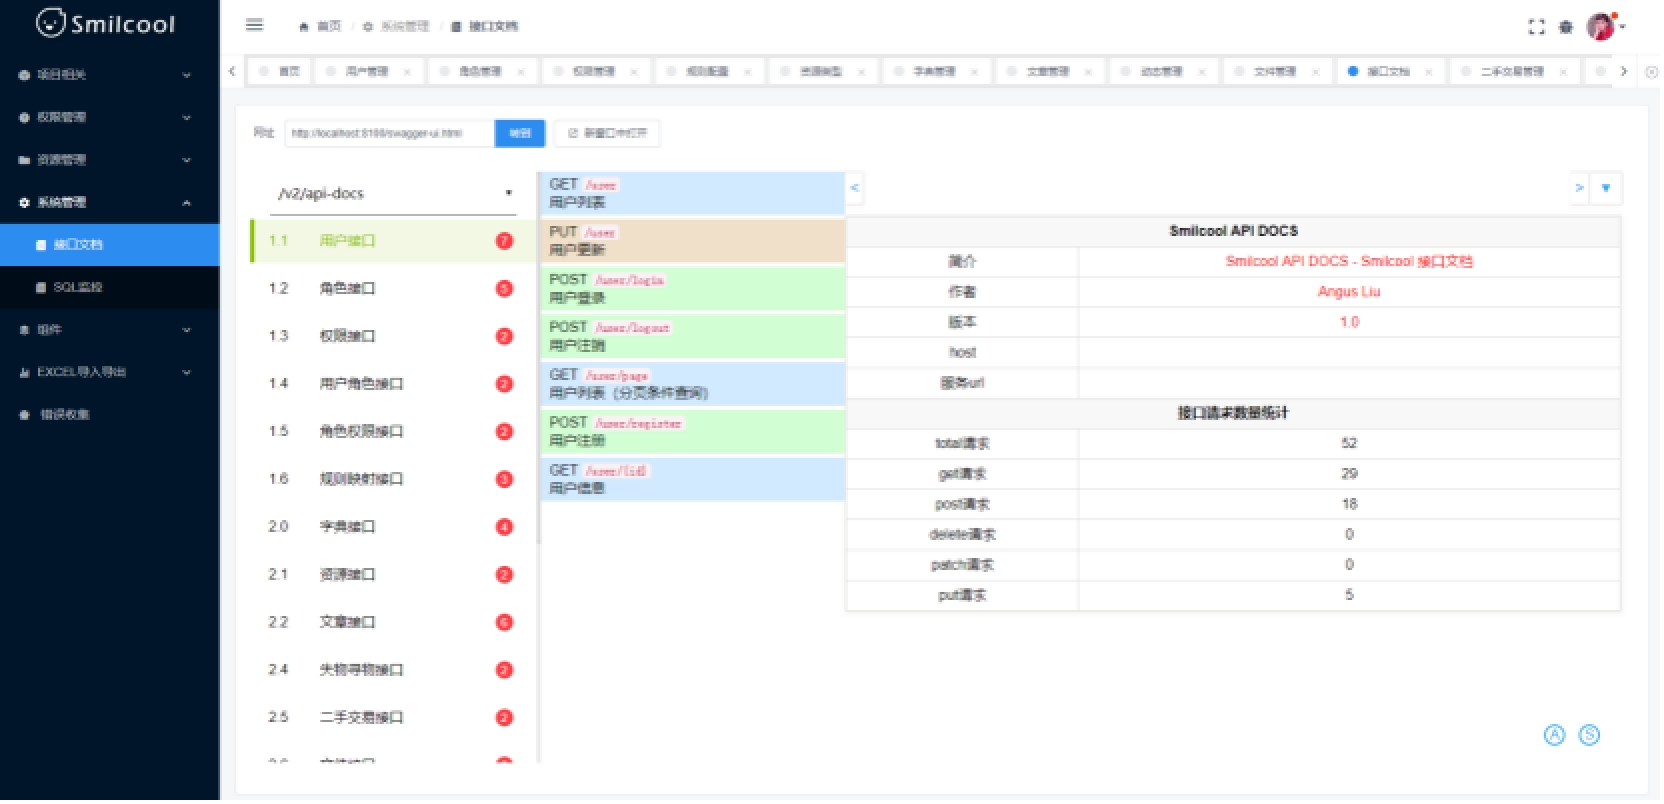 Smilcool
首页 / 系统管理 / 接口文档
项目相关
权限管理
资源管理
系统管理
接口文档
SQL监控
组件
EXCEL导入导出
错误收集
首页 用户管理 角色管理 权限管理 规则配置 资源类型 字典管理 文章管理 动态管理 文件管理 接口文档 二手交易管理
网址 http://localhost:8100/swagger-ui.html 转到 新窗口中打开
/v2/api-docs
1.1 用户接口 7
1.2 角色接口 5
1.3 权限接口 2
1.4 用户角色接口 2
1.5 角色权限接口 2
1.6 规则映射接口 3
2.0 字典接口 4
2.1 资源接口 2
2.2 文章接口
2.4 失物寻物接口 2
2.5 二手交易接口 2
GET /user
用户列表
PUT /user
用户更新
POST /user/login
用户登录
POST /user/logout
用户注销
GET /user/page
用户列表（分页条件查询）
POST /user/register
用户注册
GET /user/{id}
用户信息
< > ▼
Smilcool API DOCS
简介 Smilcool API DOCS - Smilcool 接口文档
作者 Angus Liu
版本 1.0
host
服务url
接口请求数量统计
total请求 52
get请求 29
post请求 18
delete请求 0
patch请求 0
put请求 5
A S